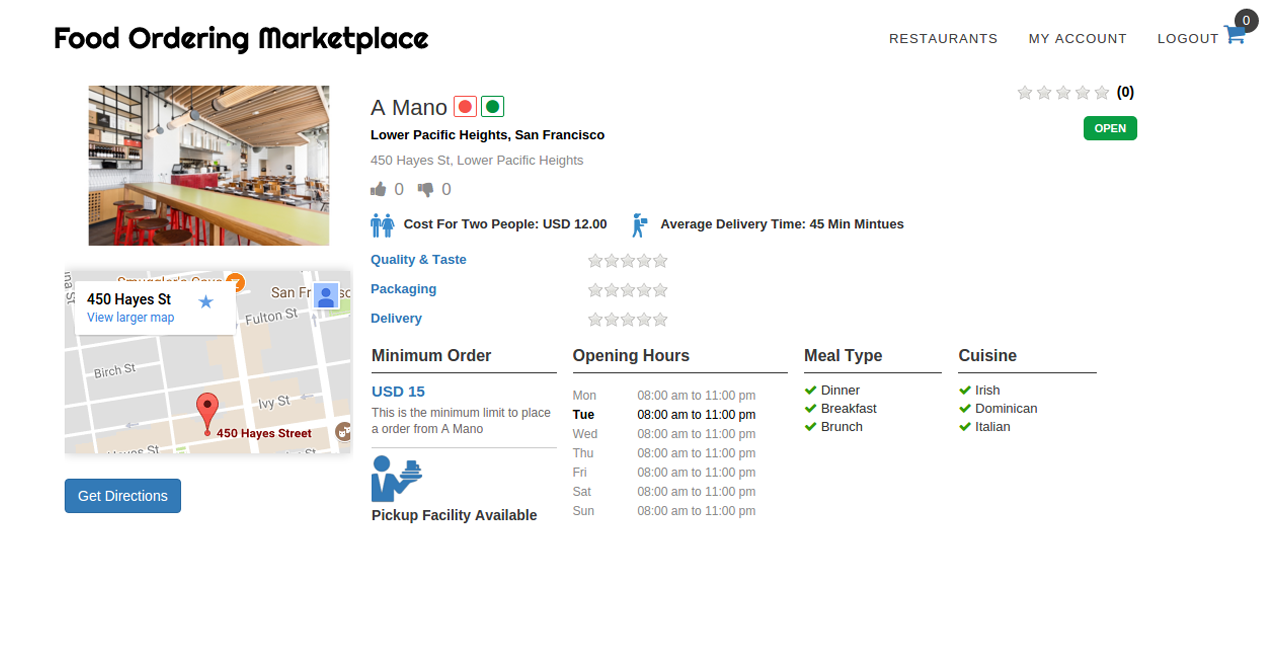 Food Ordering Marketplace
RESTAURANTS
MY ACCOUNT
LOGOUT
0
A Mano
(0)
Lower Pacific Heights, San Francisco
OPEN
450 Hayes St, Lower Pacific Heights
0
0
Cost For Two People: USD 12.00
Average Delivery Time: 45 Min Mintues
Quality & Taste
Packaging
Delivery
450 Hayes St
View larger map
Fulton St
Birch St
Ivy St
450 Hayes Street
Get Directions
Minimum Order
USD 15
This is the minimum limit to place
a order from A Mano
Pickup Facility Available
Opening Hours
Mon 08:00 am to 11:00 pm
Tue 08:00 am to 11:00 pm
Wed 08:00 am to 11:00 pm
Thu 08:00 am to 11:00 pm
Fri 08:00 am to 11:00 pm
Sat 08:00 am to 11:00 pm
Sun 08:00 am to 11:00 pm
Meal Type
Dinner
Breakfast
Brunch
Cuisine
Irish
Dominican
Italian